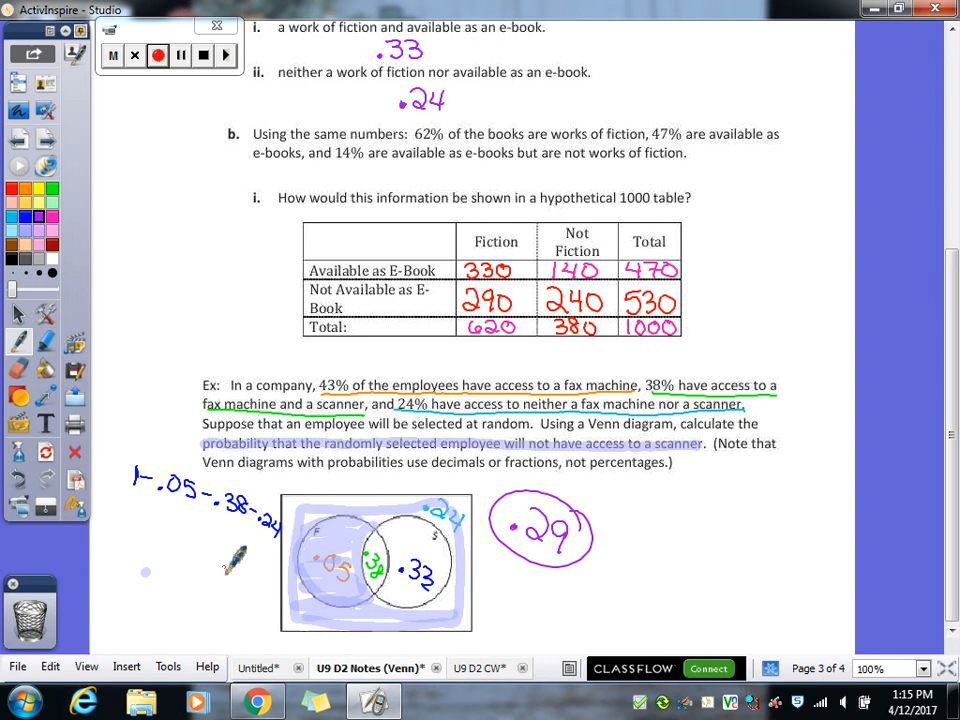 ActivInspire - Studio
i. a work of fiction and available as an e-book.
.33
ii. neither a work of fiction nor available as an e-book.
.24
M
b. Using the same numbers: 62% of the books are works of fiction, 47% are available as
e-books, and 14% are available as e-books but are not works of fiction.
i. How would this information be shown in a hypothetical 1000 table?
Fiction Not Fiction Total
Available as E-Book 330 140 470
Not Available as E-Book 290 240 530
Total: 620 380 1000
Ex: In a company, 43% of the employees have access to a fax machine, 38% have access to a
fax machine and a scanner, and 24% have access to neither a fax machine nor a scanner.
Suppose that an employee will be selected at random. Using a Venn diagram, calculate the
probability that the randomly selected employee will not have access to a scanner. (Note that
Venn diagrams with probabilities use decimals or fractions, not percentages.)
1-.05-.38-.24
.24
F S
.05 .38 .33
.29
File Edit View Insert Tools Help Untitled* U9 D2 Notes (Venn)* U9 D2 CW* CLASSFLOW Connect Page 3 of 4 100%
1:15 PM
4/12/2017